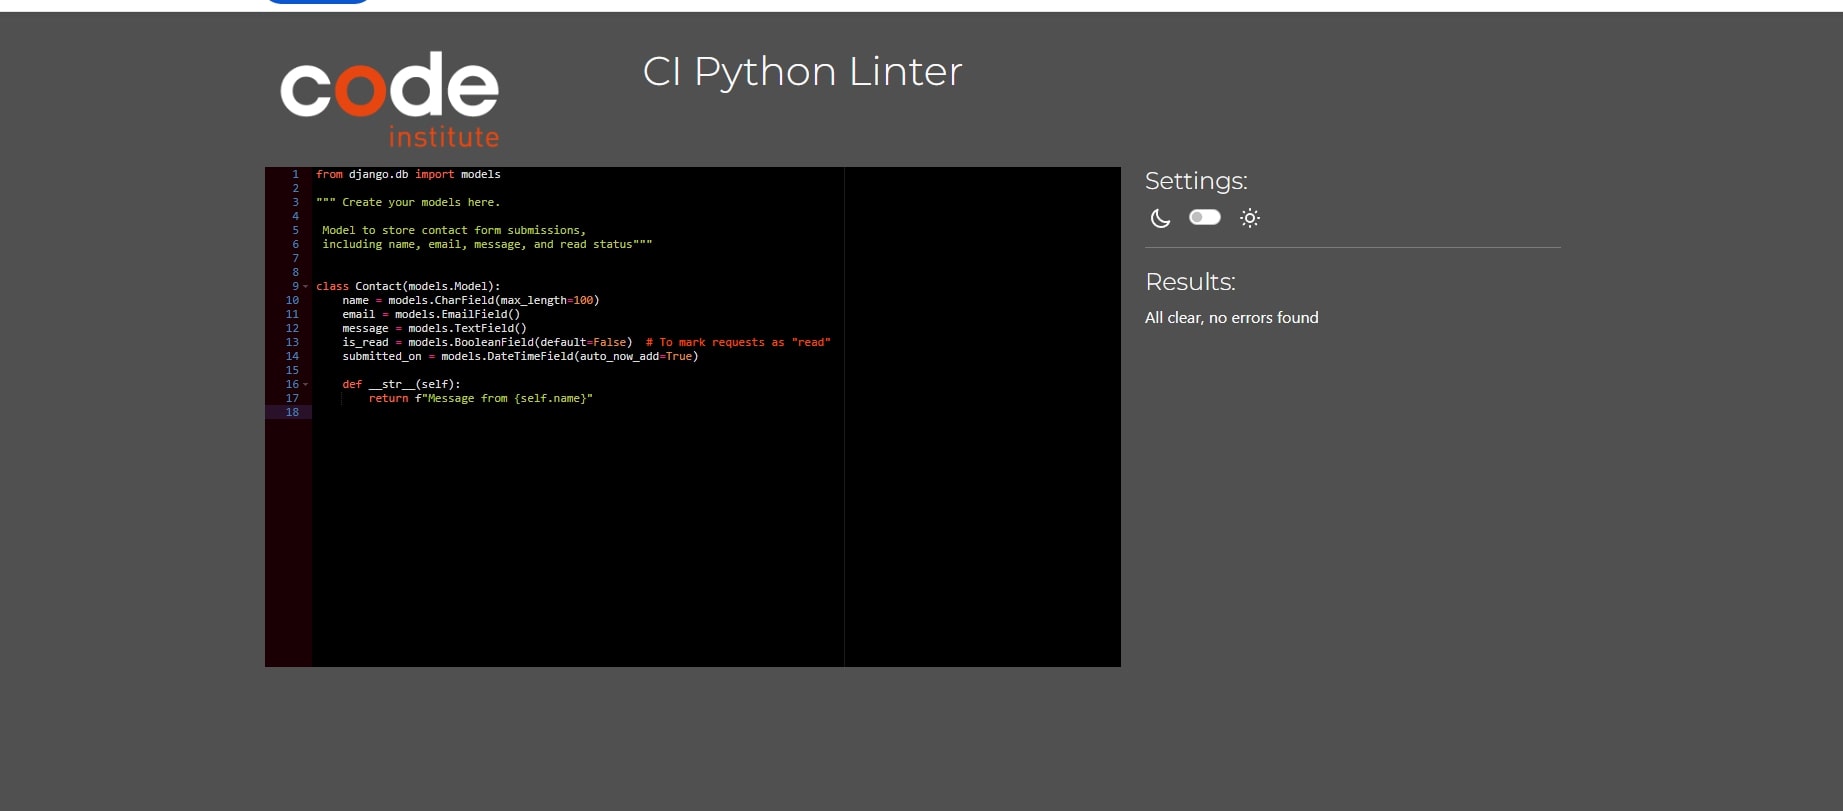 code
institute
CI Python Linter
1 from django.db import models
2
3 """ Create your models here.
4
5  Model to store contact form submissions,
6  including name, email, message, and read status"""
7
8
9 class Contact(models.Model):
10     name = models.CharField(max_length=100)
11     email = models.EmailField()
12     message = models.TextField()
13     is_read = models.BooleanField(default=False)  # To mark requests as "read"
14     submitted_on = models.DateTimeField(auto_now_add=True)
15
16     def __str__(self):
17         return f"Message from {self.name}"
18
Settings:
Results:
All clear, no errors found